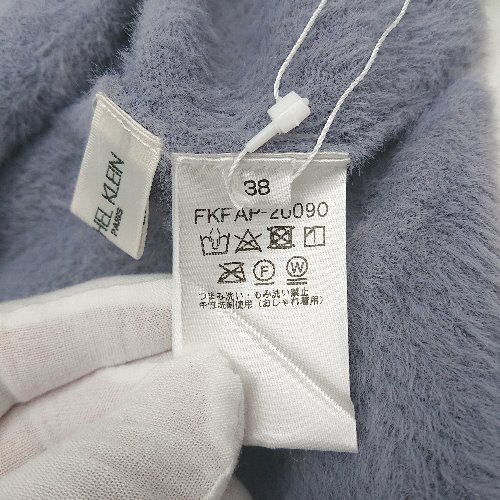 HEL KLEIN
PARIS
38
FKFAP-26090
F
W
つまみ洗い・もみ洗い禁止
中性洗剤使用（おしゃれ着用）